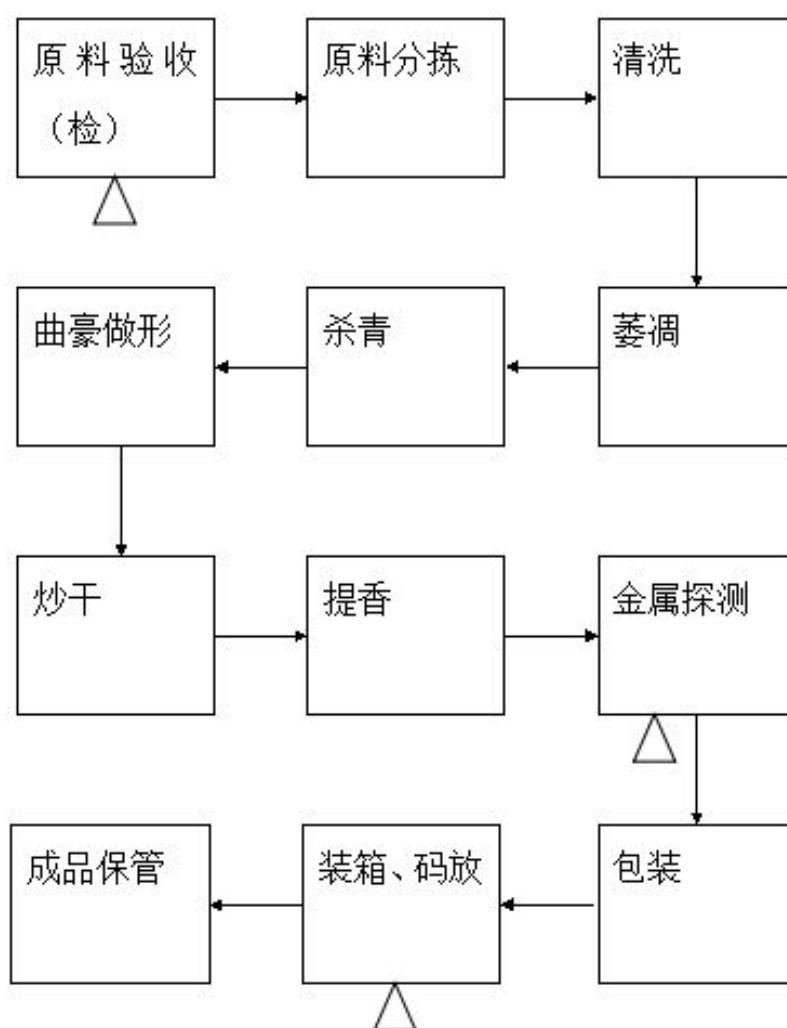 原料验收
（检）
原料分拣
清洗
萎凋
杀青
曲豪做形
炒干
提香
金属探测
包装
装箱、码放
成品保管